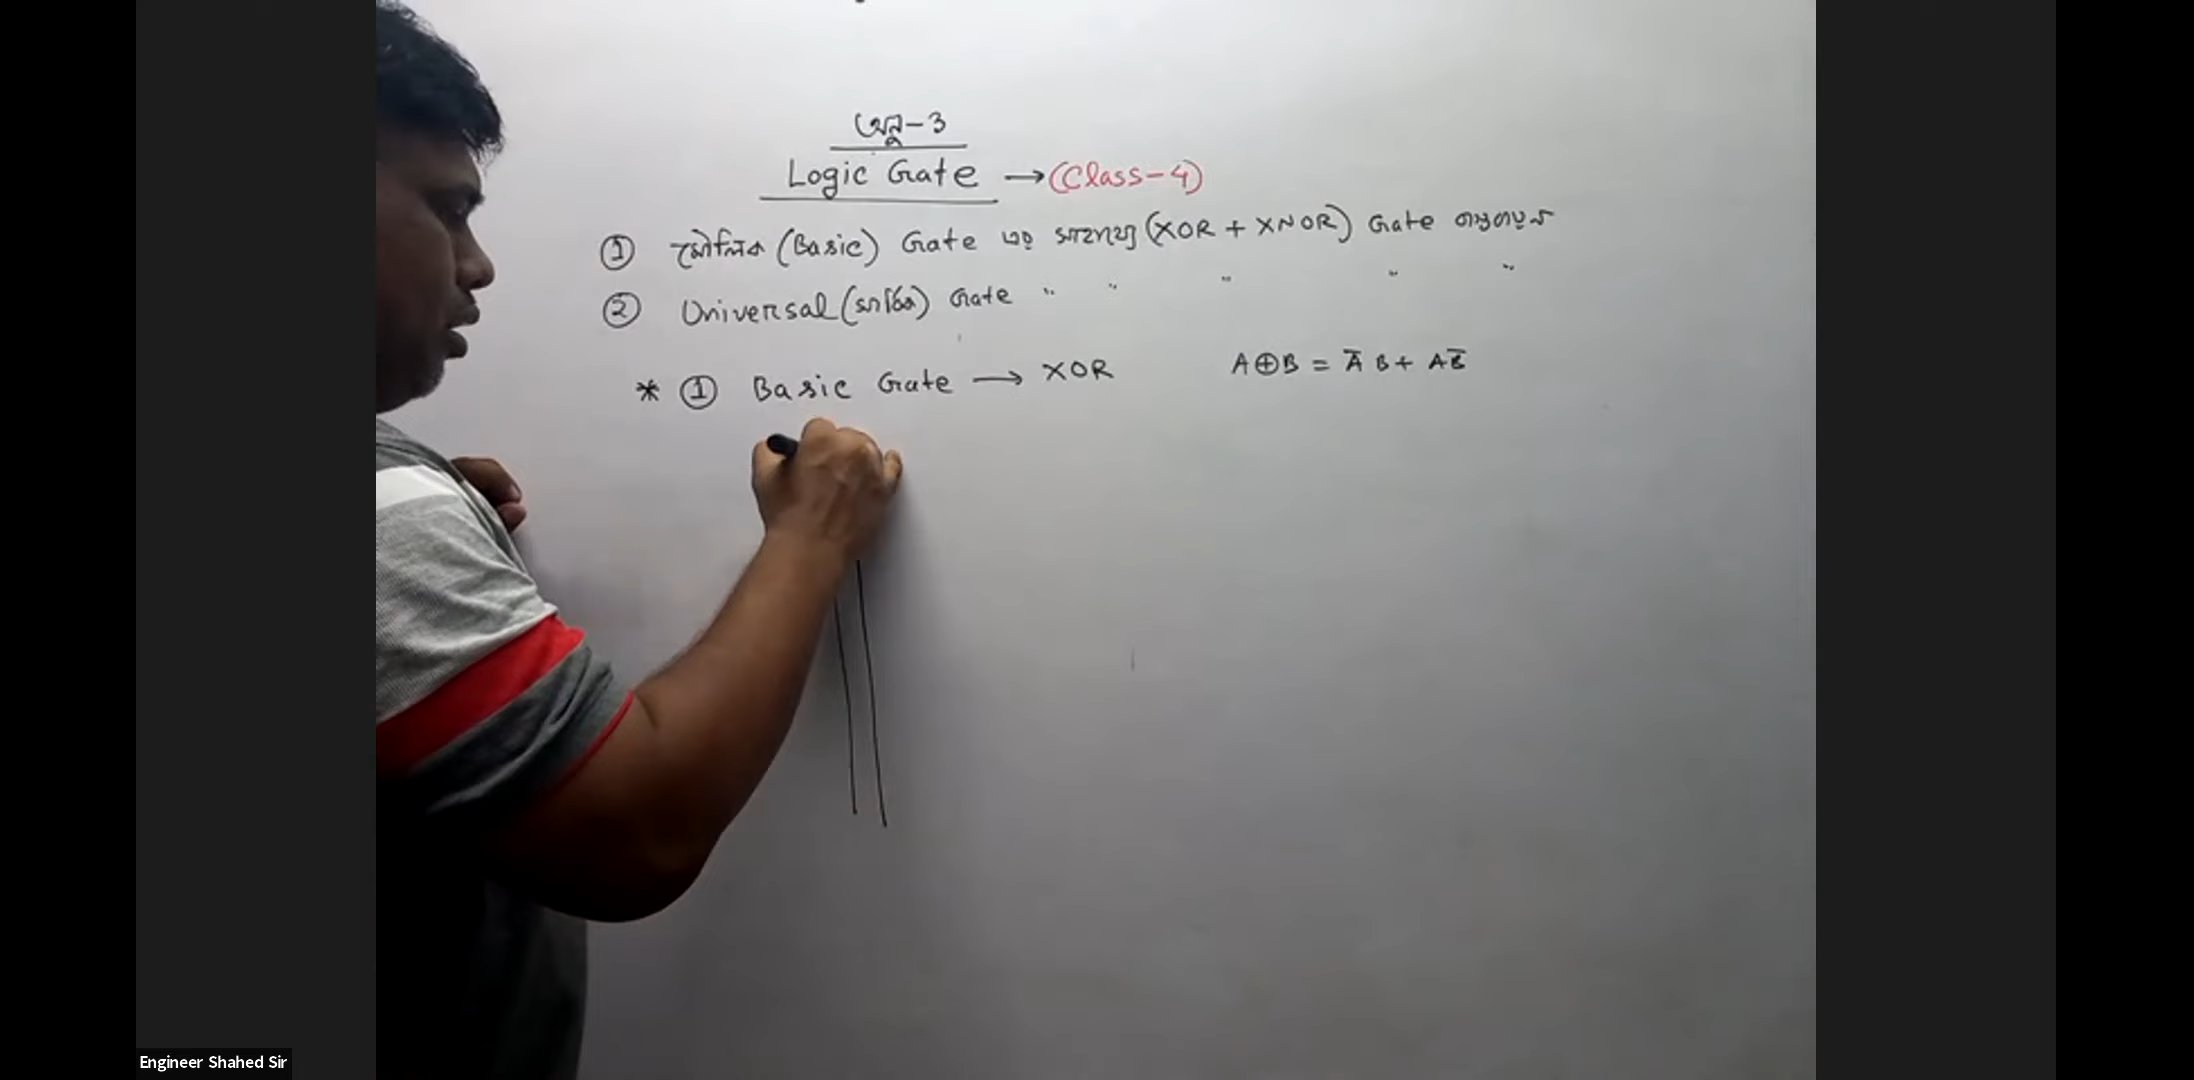 অনু-3
Logic Gate → (Class-4)
① মৌলিক (Basic) Gate এর সাহায্যে (XOR + XNOR) Gate বাস্তবায়ন
② Universal (সার্বিক) Gate " " " " "
* ① Basic Gate → XOR A⊕B = A̅ B + AB̅
Engineer Shahed Sir